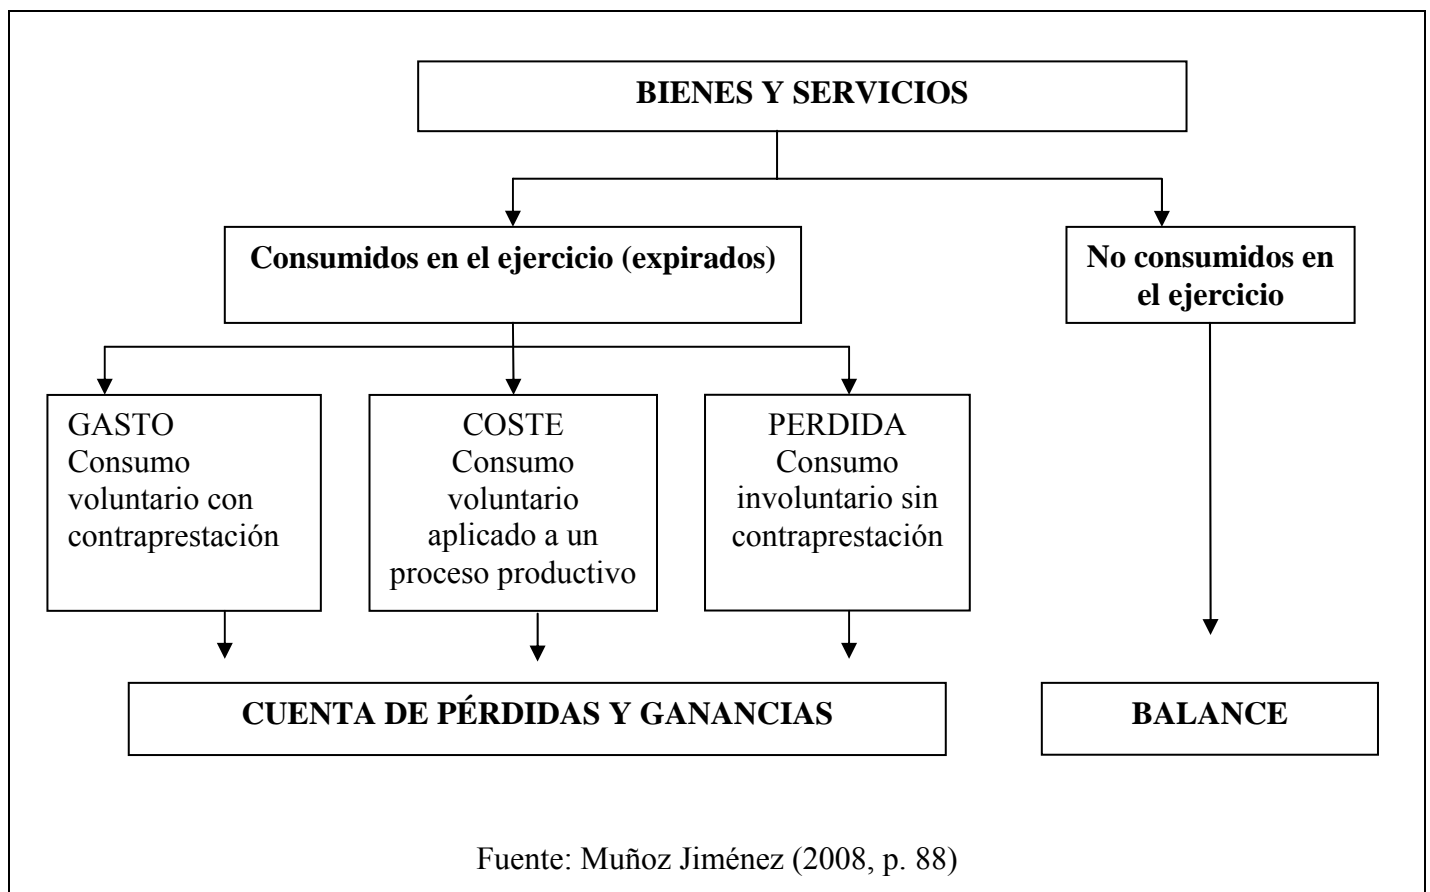 BIENES Y SERVICIOS
Consumidos en el ejercicio (expirados)
No consumidos en
el ejercicio
GASTO
Consumo
voluntario con
contraprestación
COSTE
Consumo
voluntario
aplicado a un
proceso productivo
PERDIDA
Consumo
involuntario sin
contraprestación
CUENTA DE PÉRDIDAS Y GANANCIAS
BALANCE
Fuente: Muñoz Jiménez (2008, p. 88)